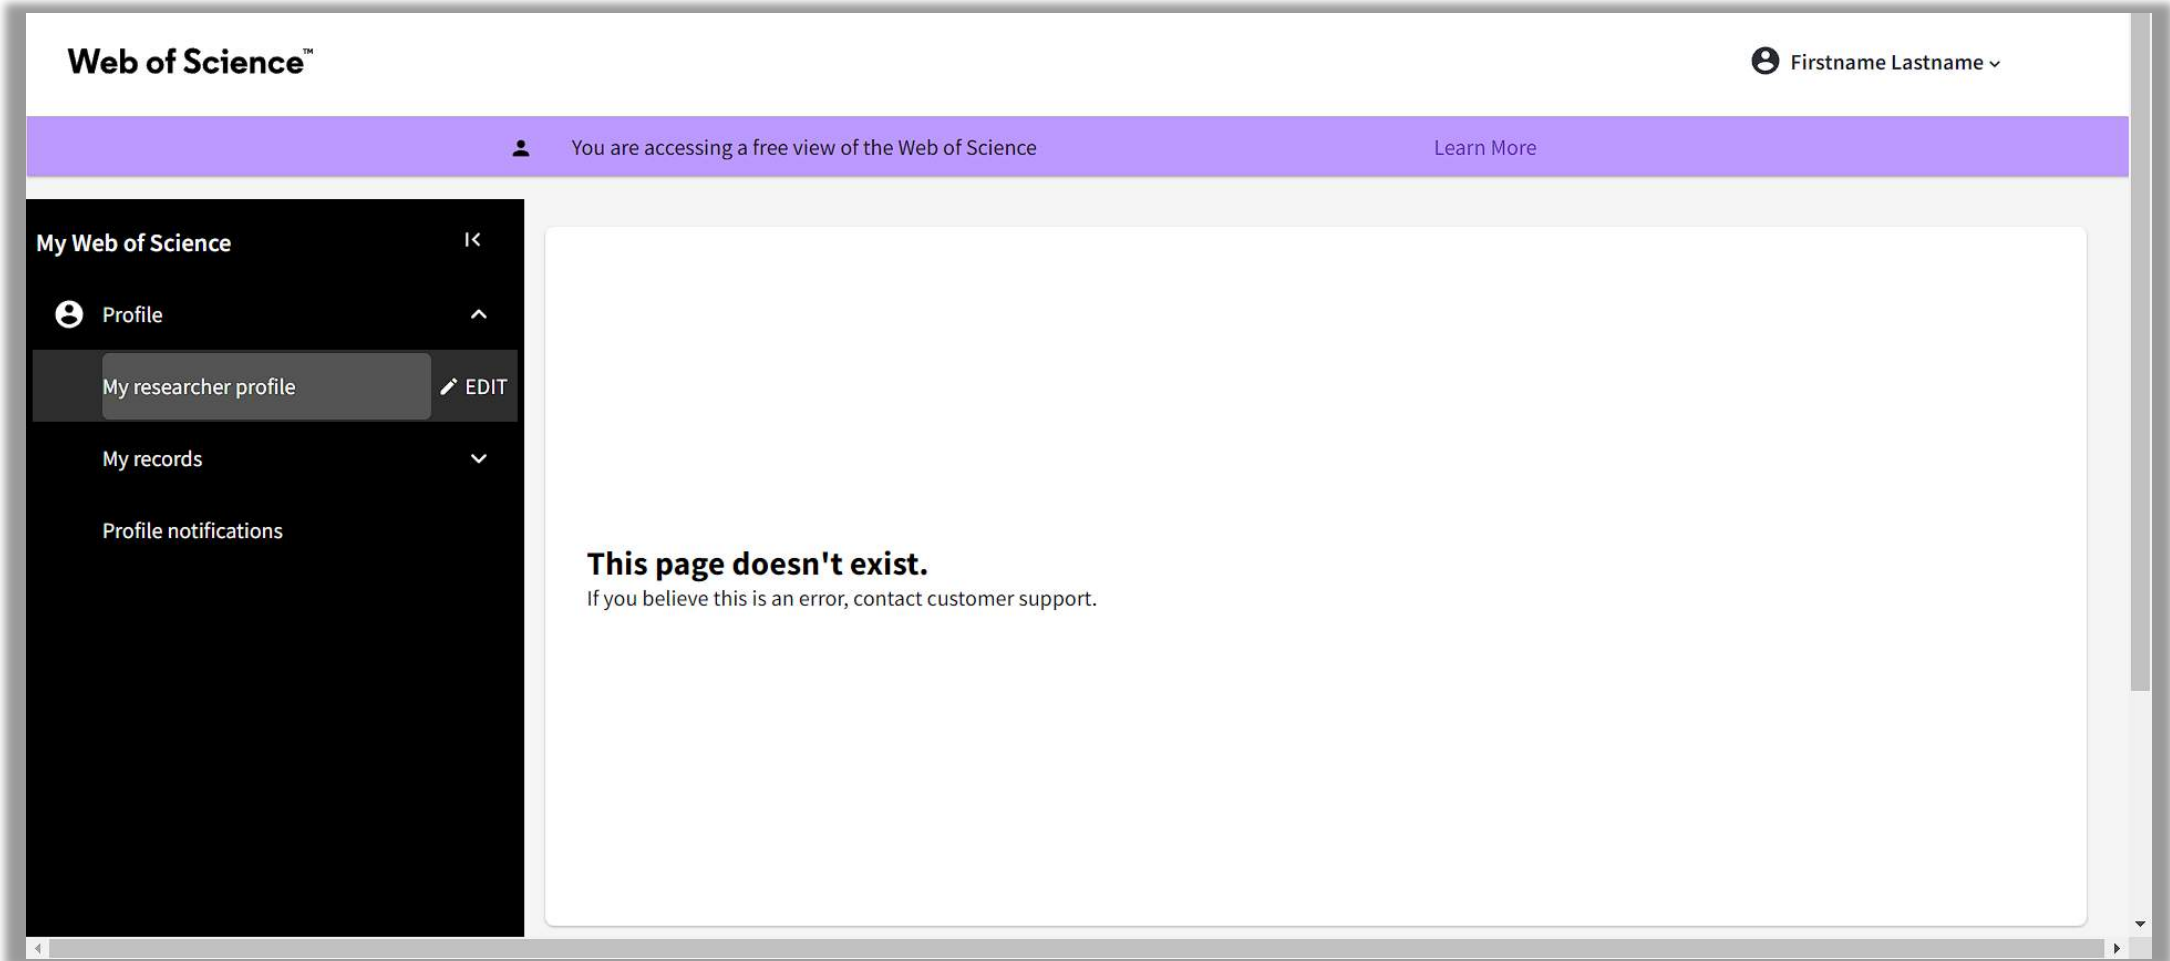 Web of Science™
Firstname Lastname
You are accessing a free view of the Web of Science
Learn More
My Web of Science
Profile
My researcher profile
EDIT
My records
Profile notifications
This page doesn't exist.
If you believe this is an error, contact customer support.